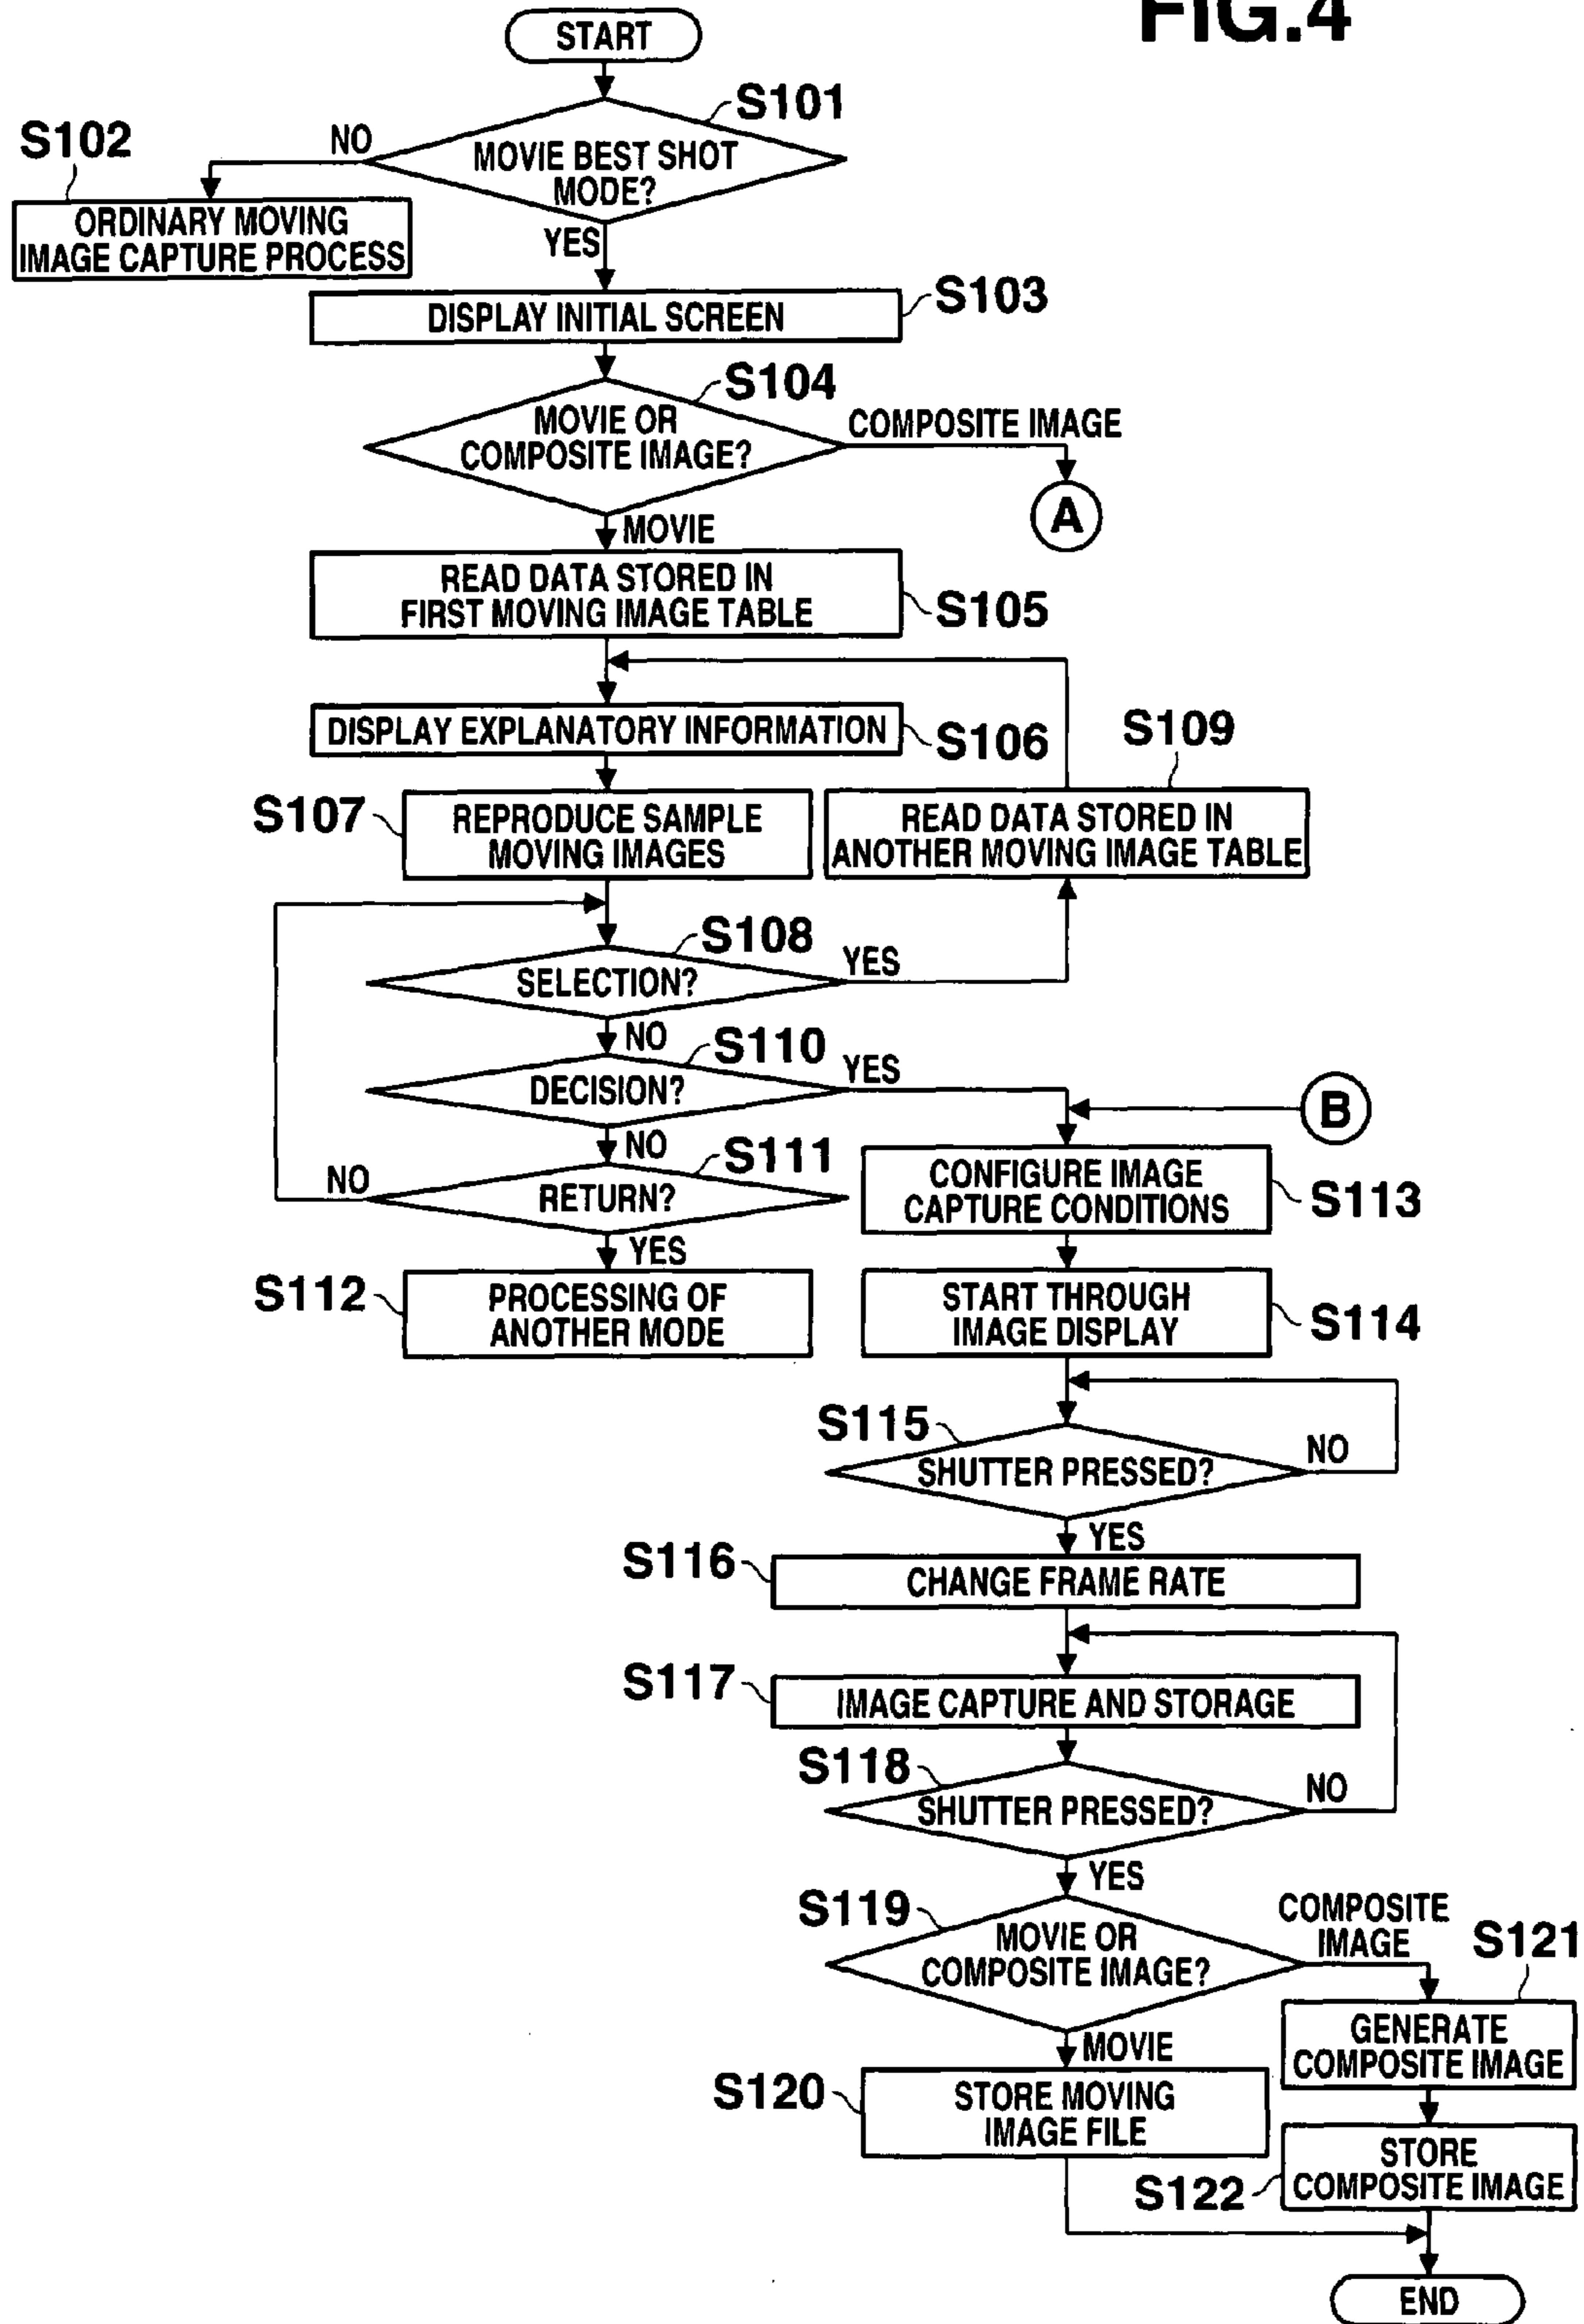 FIG.4
START
S101
MOVIE BEST SHOT
MODE?
NO
S102
ORDINARY MOVING
IMAGE CAPTURE PROCESS
YES
DISPLAY INITIAL SCREEN
S103
S104
MOVIE OR
COMPOSITE IMAGE?
COMPOSITE IMAGE
A
MOVIE
READ DATA STORED IN
FIRST MOVING IMAGE TABLE
S105
DISPLAY EXPLANATORY INFORMATION
S106
S109
S107
REPRODUCE SAMPLE
MOVING IMAGES
READ DATA STORED IN
ANOTHER MOVING IMAGE TABLE
S108
SELECTION?
YES
NO
S110
DECISION?
YES
B
NO
S111
RETURN?
NO
YES
CONFIGURE IMAGE
CAPTURE CONDITIONS
S113
S112
PROCESSING OF
ANOTHER MODE
START THROUGH
IMAGE DISPLAY
S114
S115
SHUTTER PRESSED?
NO
YES
S116
CHANGE FRAME RATE
S117
IMAGE CAPTURE AND STORAGE
S118
SHUTTER PRESSED?
NO
YES
S119
MOVIE OR
COMPOSITE IMAGE?
COMPOSITE
IMAGE
S121
GENERATE
COMPOSITE IMAGE
MOVIE
S120
STORE MOVING
IMAGE FILE
S122
STORE
COMPOSITE IMAGE
END